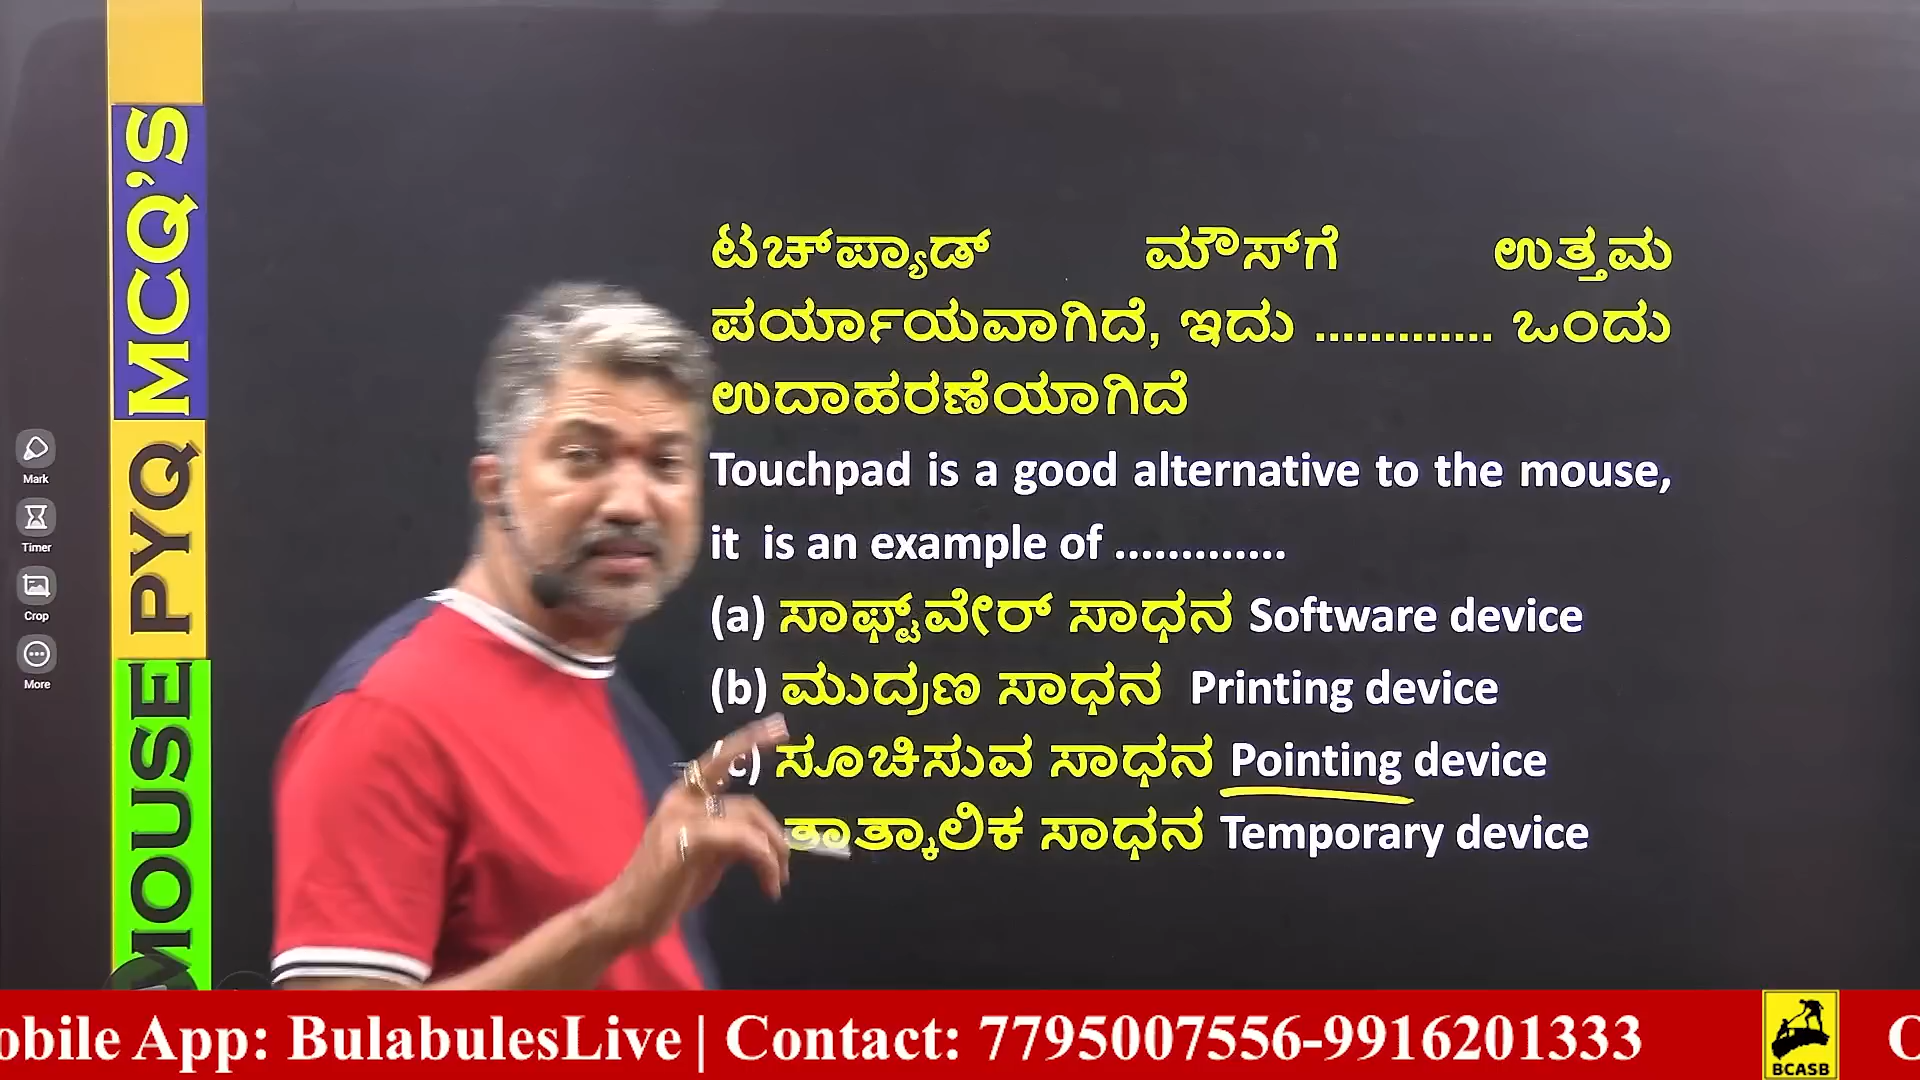 MOUSE PYQ MCQ'S
Mark
Timer
Crop
More
ಟಚ್‌ಪ್ಯಾಡ್ ಮೌಸ್‌ಗೆ ಉತ್ತಮ
ಪರ್ಯಾಯವಾಗಿದೆ, ಇದು ............. ಒಂದು
ಉದಾಹರಣೆಯಾಗಿದೆ
Touchpad is a good alternative to the mouse,
it is an example of .............
(a) ಸಾಫ್ಟ್‌ವೇರ್ ಸಾಧನ Software device
(b) ಮುದ್ರಣ ಸಾಧನ Printing device
c) ಸೂಚಿಸುವ ಸಾಧನ Pointing device
ತಾತ್ಕಾಲಿಕ ಸಾಧನ Temporary device
obile App: BulabulesLive | Contact: 7795007556-9916201333
BCASB